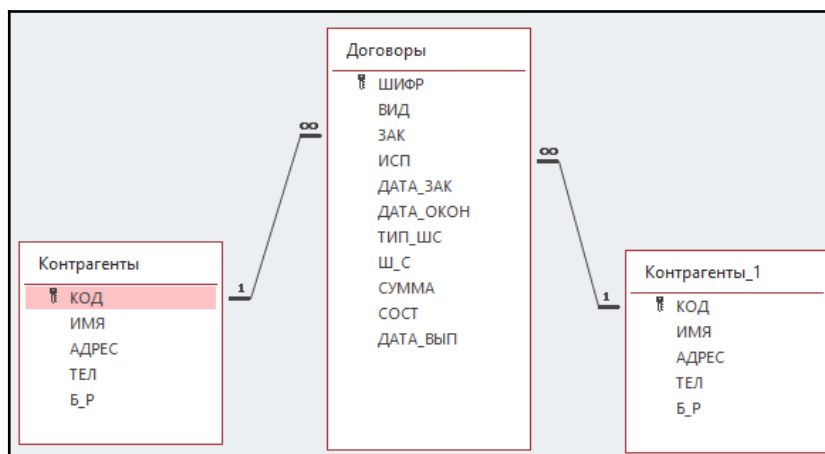 Договоры
ШИФР
ВИД
ЗАК
ИСП
ДАТА_ЗАК
ДАТА_ОКОН
ТИП_ШС
Ш_С
СУММА
СОСТ
ДАТА_ВЫП
∞
∞
1
1
Контрагенты
КОД
ИМЯ
АДРЕС
ТЕЛ
Б_Р
Контрагенты_1
КОД
ИМЯ
АДРЕС
ТЕЛ
Б_Р